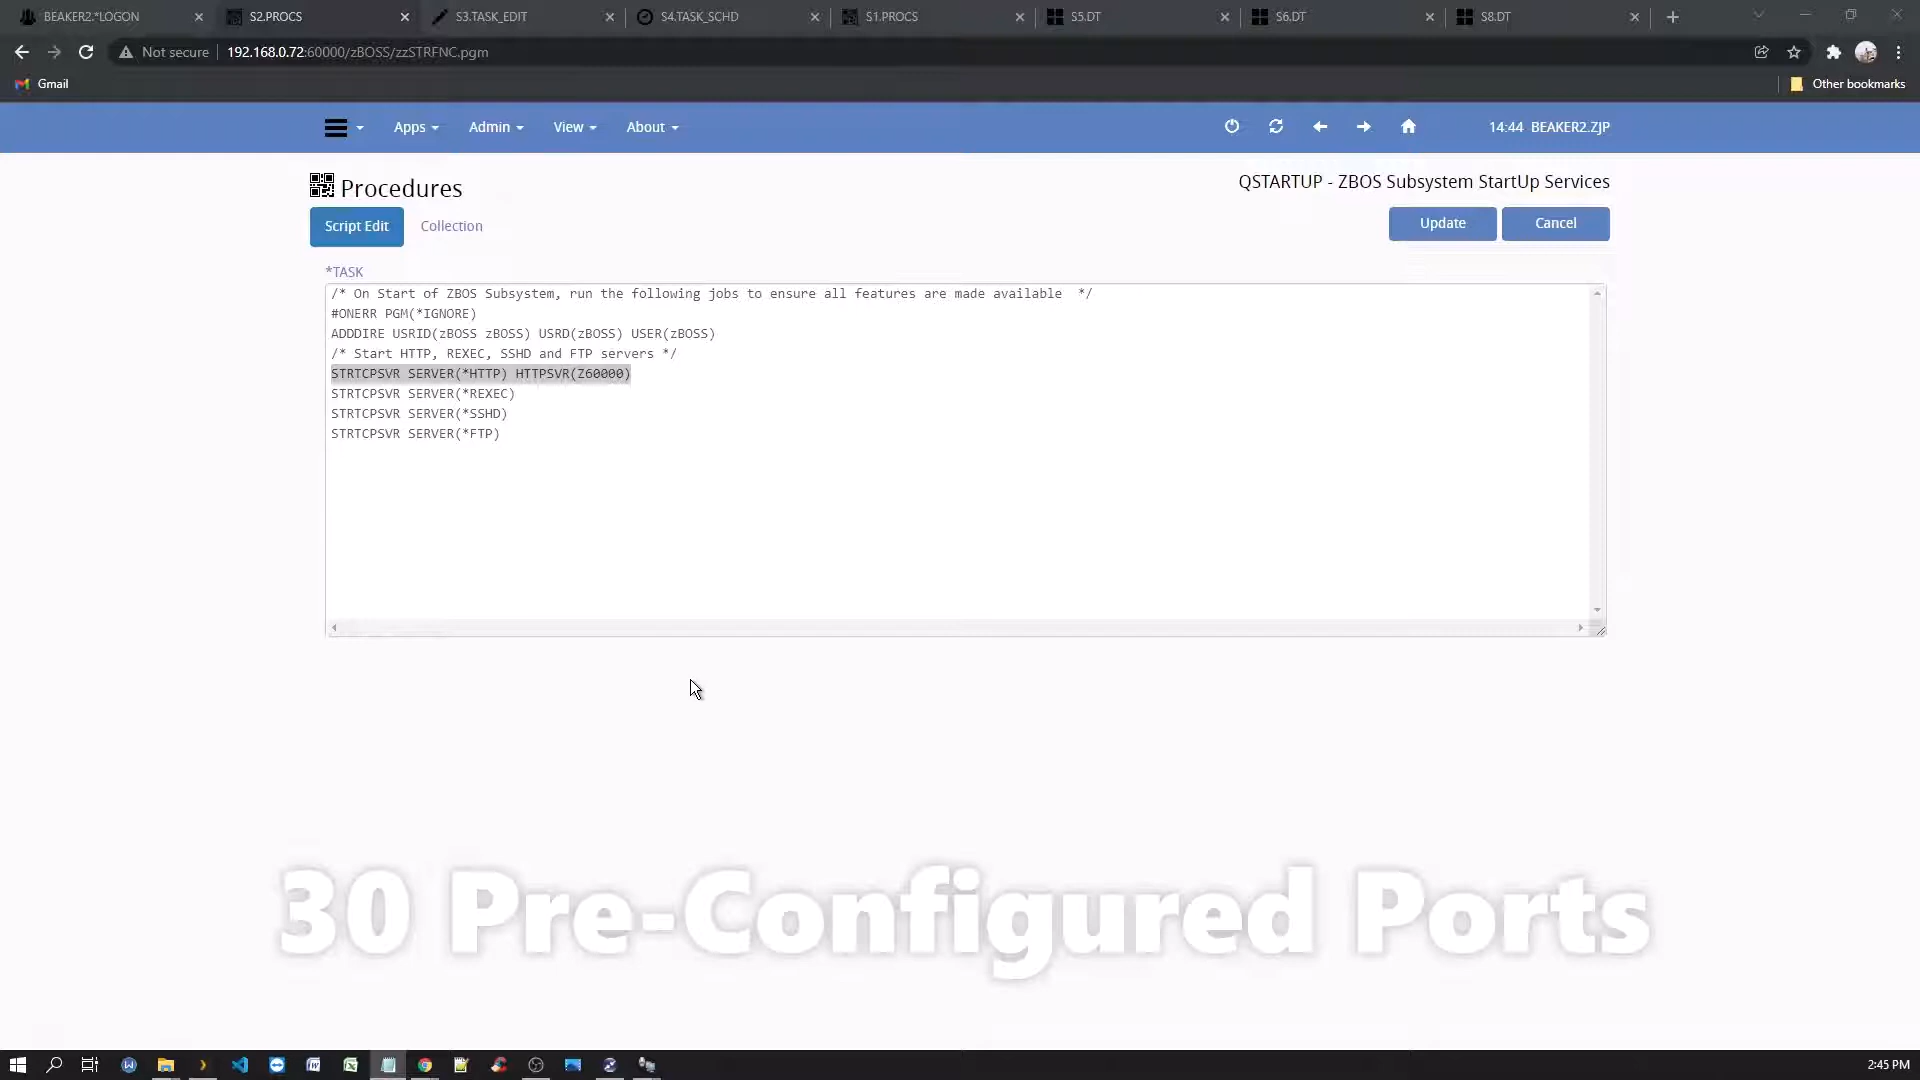 BEAKER2.*LOGON
S2.PROCS
S3.TASK_EDIT
S4.TASK_SCHD
S1.PROCS
S5.DT
S6.DT
S8.DT
Not secure
192.168.0.72:60000/zBOSS/zzSTRFNC.pgm
Gmail
Other bookmarks
Apps
Admin
View
About
14:44 BEAKER2.ZJP
Procedures
QSTARTUP - ZBOS Subsystem StartUp Services
Script Edit
Collection
Update
Cancel
*TASK
/* On Start of ZBOS Subsystem, run the following jobs to ensure all features are made available */
#ONERR PGM(*IGNORE)
ADDDIRE USRID(zBOSS zBOSS) USRD(zBOSS) USER(zBOSS)
/* Start HTTP, REXEC, SSHD and FTP servers */
STRTCPSVR SERVER(*HTTP) HTTPSVR(Z60000)
STRTCPSVR SERVER(*REXEC)
STRTCPSVR SERVER(*SSHD)
STRTCPSVR SERVER(*FTP)
30 Pre-Configured Ports
2:45 PM